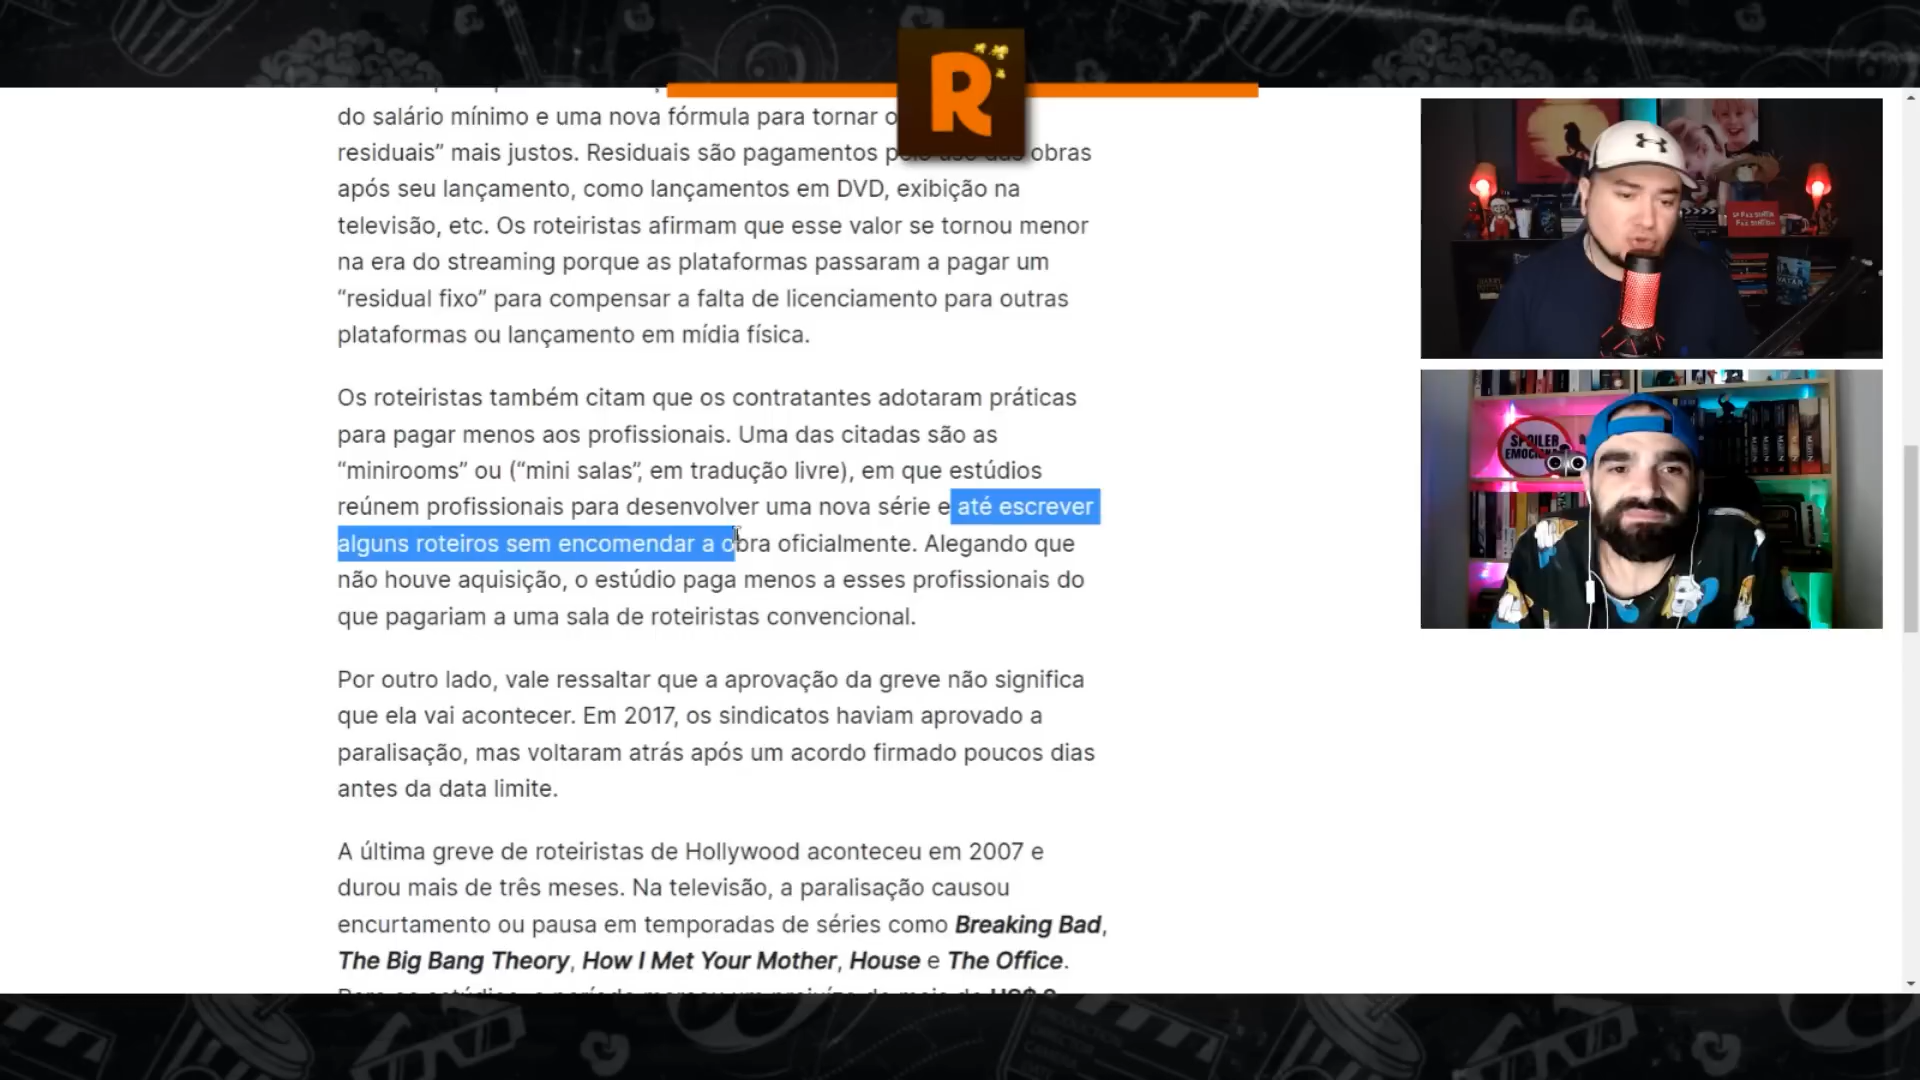 R
do salário mínimo e uma nova fórmula para tornar o
residuais” mais justos. Residuais são pagamentos pelo uso das obras
após seu lançamento, como lançamentos em DVD, exibição na
televisão, etc. Os roteiristas afirmam que esse valor se tornou menor
na era do streaming porque as plataformas passaram a pagar um
“residual fixo” para compensar a falta de licenciamento para outras
plataformas ou lançamento em mídia física.
Os roteiristas também citam que os contratantes adotaram práticas
para pagar menos aos profissionais. Uma das citadas são as
“minirooms” ou (“mini salas”, em tradução livre), em que estúdios
reúnem profissionais para desenvolver uma nova série e até escrever
alguns roteiros sem encomendar a obra oficialmente. Alegando que
não houve aquisição, o estúdio paga menos a esses profissionais do
que pagariam a uma sala de roteiristas convencional.
Por outro lado, vale ressaltar que a aprovação da greve não significa
que ela vai acontecer. Em 2017, os sindicatos haviam aprovado a
paralisação, mas voltaram atrás após um acordo firmado poucos dias
antes da data limite.
A última greve de roteiristas de Hollywood aconteceu em 2007 e
durou mais de três meses. Na televisão, a paralisação causou
encurtamento ou pausa em temporadas de séries como Breaking Bad,
The Big Bang Theory, How I Met Your Mother, House e The Office.
SPOILER